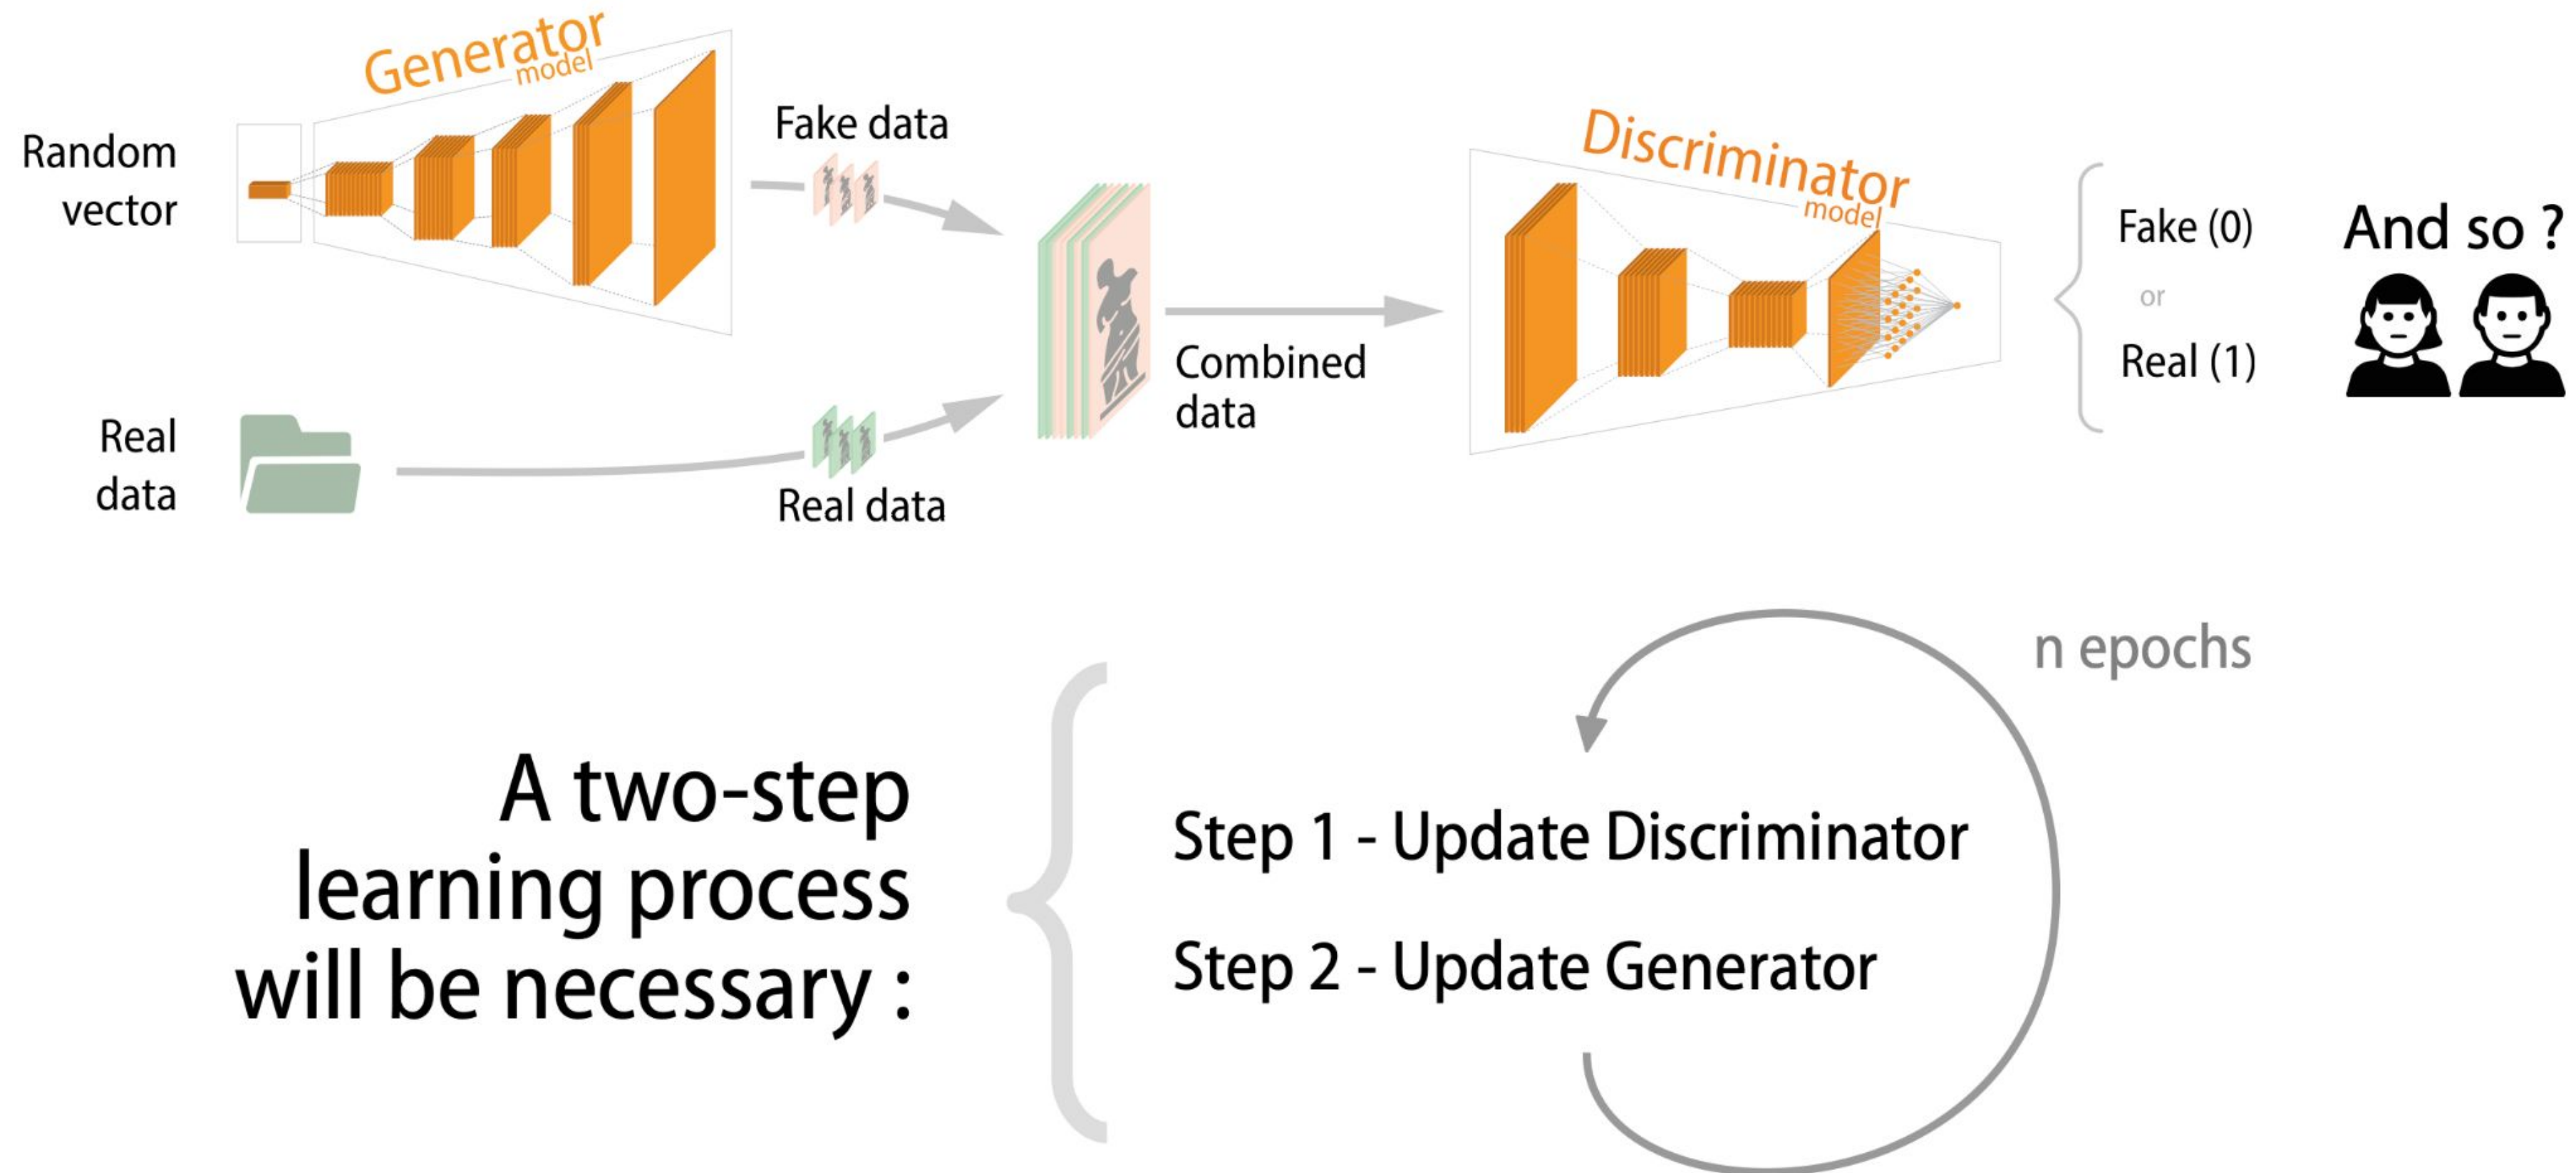 Generator
model
Random
vector
Fake data
Real
data
Real data
Combined
data
Discriminator
model
Fake (0)
or
Real (1)
And so ?
n epochs
A two-step
learning process
will be necessary :
Step 1 - Update Discriminator
Step 2 - Update Generator